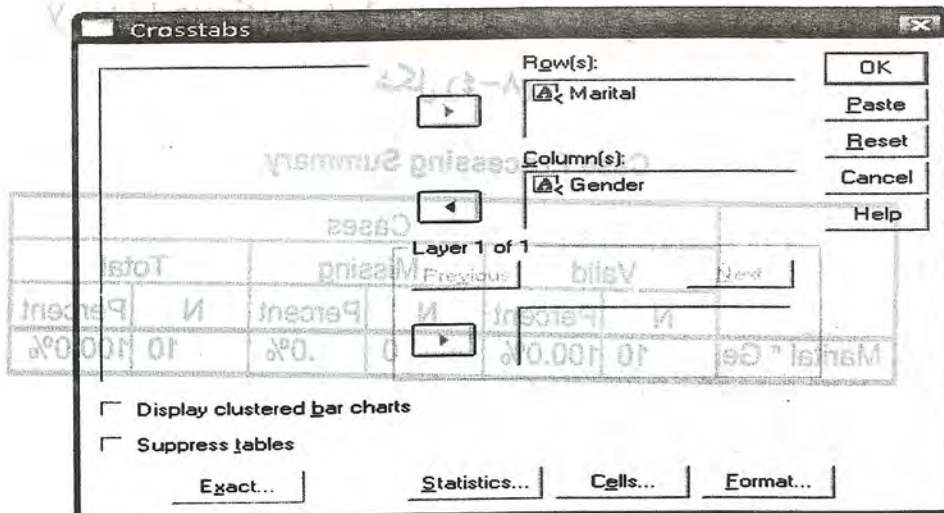 Crosstabs
Row(s):
Marital
Column(s):
Gender
Layer 1 of 1
Previous
Next
OK
Paste
Reset
Cancel
Help
Display clustered bar charts
Suppress tables
Exact...
Statistics...
Cells...
Format...
Case Processing Summary
Cases
Valid Missing Total
N Percent N Percent N Percent
Marital * Ge 10 100.0% 0 .0% 10 100.0%